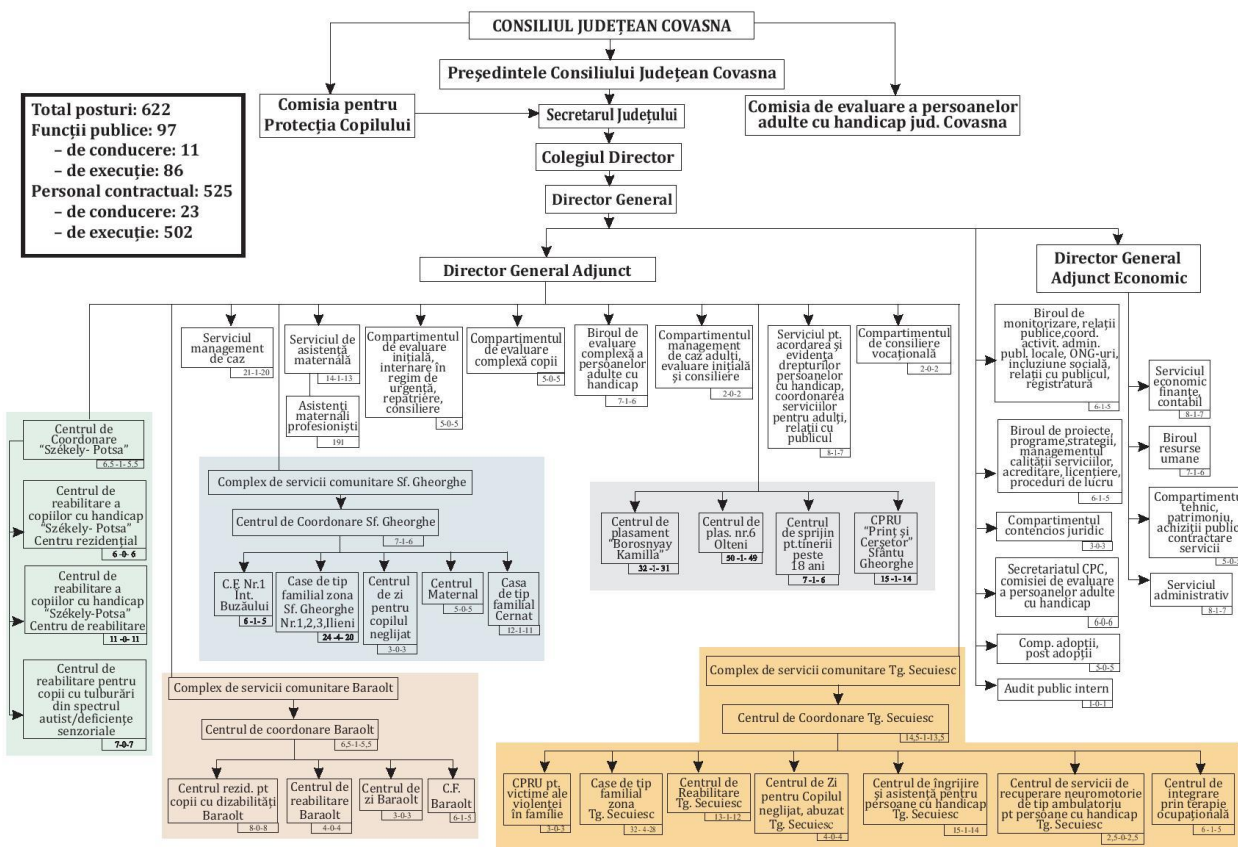 CONSILIUL JUDEȚEAN COVASNA
Președintele Consiliului Județean Covasna
Comisia pentru
Protecția Copilului
Secretarul Județului
Comisia de evaluare a persoanelor
adulte cu handicap jud. Covasna
Colegiul Director
Director General
Total posturi: 622
Funcții publice: 97
– de conducere: 11
– de execuție: 86
Personal contractual: 525
– de conducere: 23
– de execuție: 502
Director General Adjunct
Director General
Adjunct Economic
Serviciul
management
de caz
21-1-20
Serviciul de
asistență
maternală
14-1-13
Asistenți
maternali
profesioniști
191
Compartimentul
de evaluare
inițială,
internare în
regim de
urgență,
repatriere,
consiliere
5-0-5
Compartimentul
de evaluare
complexă copii
5-0-5
Biroul de
evaluare
complexă a
persoanelor
adulte cu
handicap
7-1-6
Compartimentul
management
de caz adulți,
evaluare inițială
și consiliere
2-0-2
Serviciul pt.
acordarea și
evidența
drepturilor
persoanelor
cu handicap,
coordonarea
serviciilor
pentru adulți,
relații cu
publicul
8-1-7
Compartimentul
de consiliere
vocațională
2-0-2
Biroul de
monitorizare, relații
publice,coord.
activit. admin.
publ. locale, ONG-uri,
incluziune socială,
relații cu publicul,
registratură
6-1-5
Biroul de proiecte,
programe,strategii,
managementul
calității serviciilor,
acreditare, licențiere,
proceduri de lucru
6-1-5
Compartimentul
contencios juridic
3-0-3
Secretariatul CPC,
comisiei de evaluare
a persoanelor adulte
cu handicap
6-0-6
Comp. adopții,
post adopții
5-0-5
Audit public intern
1-0-1
Serviciul
economic
finanțe,
contabil
8-1-7
Biroul
resurse
umane
7-1-6
Compartimentu
tehnic,
patrimoniu,
achiziții public
contractare
servicii
5-0-
Serviciul
administrativ
8-1-7
Centrul de
Coordonare
"Székely- Potsa"
6,5 -1- 5,5
Centrul de
reabilitare a
copiilor cu handicap
"Székely- Potsa"
Centru rezidențial
6 -0- 6
Centrul de
reabilitare a
copiilor cu handicap
"Székely-Potsa"
Centru de reabilitare
11 -0- 11
Centrul de
reabilitare pentru
copii cu tulburări
din spectrul
autist/deficiențe
senzoriale
7-0-7
Complex de servicii comunitare Sf. Gheorghe
Centrul de Coordonare Sf. Gheorghe
7-1-6
C.F. Nr.1
Int.
Buzăului
6 -1- 5
Case de tip
familial zona
Sf. Gheorghe
Nr.1,2,3,Ilieni
24 -4- 20
Centrul
de zi
pentru
copilul
neglijat
3-0-3
Centrul
Maternal
5-0-5
Casa
de tip
familial
Cernat
12-1-11
Centrul de
plasament
"Borosnyay
Kamilla"
32 -1- 31
Centrul de
plas. nr.6
Olteni
50 -1- 49
Centrul
de sprijin
pt.tinerii
peste
18 ani
7 -1- 6
CPRU
"Prinț și
Cerșetor"
Sfântu
Gheorghe
15 -1- 14
Complex de servicii comunitare Baraolt
Centrul de coordonare Baraolt
6,5-1-5,5
Centrul rezid. pt
copii cu dizabilități
Baraolt
8-0-8
Centrul de
reabilitare
Baraolt
4-0-4
Centrul de
zi Baraolt
3-0-3
C.F.
Baraolt
6-1-5
Complex de servicii comunitare Tg. Secuiesc
Centrul de Coordonare Tg. Secuiesc
14,5-1-13,5
CPRU pt.
victime ale
violenței
în familie
3-0-3
Case de tip
familial
zona
Tg. Secuiesc
32- 4 -28
Centrul de
Reabilitare
Tg. Secuiesc
13-1-12
Centrul de Zi
pentru Copilul
neglijat, abuzat
Tg. Secuiesc
4-0-4
Centrul de îngrijire
și asistență pentru
persoane cu handicap
Tg. Secuiesc
15-1-14
Centrul de servicii de
recuperare neuromotorie
de tip ambulatoriu
pt persoane cu handicap
Tg. Secuiesc
2,5-0-2,5
Centrul de
integrare
prin terapie
ocupațională
6 -1-5